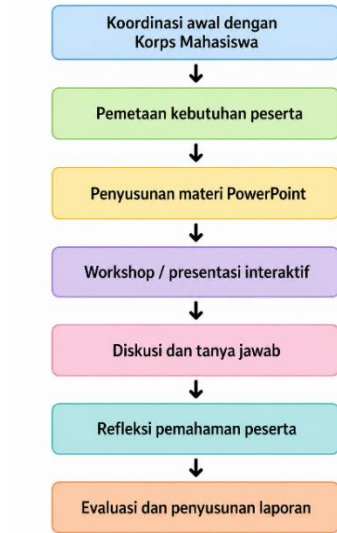 Koordinasi awal dengan
Korps Mahasiswa
Pemetaan kebutuhan peserta
Penyusunan materi PowerPoint
Workshop / presentasi interaktif
Diskusi dan tanya jawab
Refleksi pemahaman peserta
Evaluasi dan penyusunan laporan